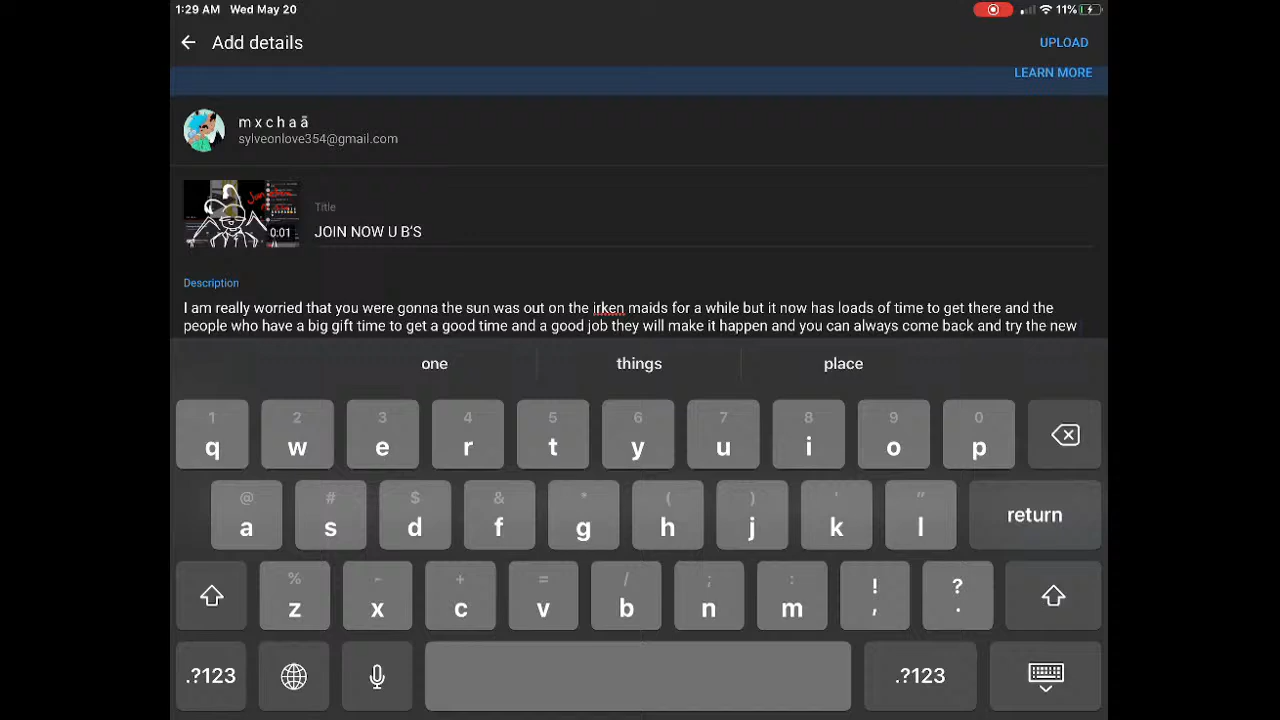 1:29 AM Wed May 20 11%
Add details UPLOAD
LEARN MORE
m x c h a ā
sylveonlove354@gmail.com
Title
JOIN NOW U B'S
0:01
Description
I am really worried that you were gonna the sun was out on the irken maids for a while but it now has loads of time to get there and the
people who have a big gift time to get a good time and a good job they will make it happen and you can always come back and try the new
one things place
1 2 3 4 5 6 7 8 9 0
q w e r t y u i o p
@ # $ & * ( ) ' "
a s d f g h j k l return
% - + = / ; : ! ?
z x c v b n m , .
.?123 .?123